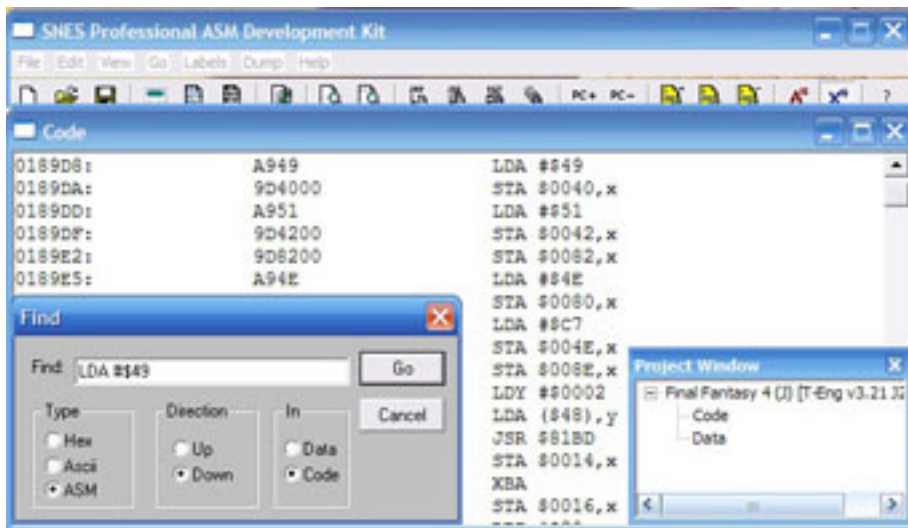 SNES Professional ASM Development Kit
File Edit View Go Labels Dump Help
PC+ PC- ?
Code
0189D8: A949 LDA #$49
0189DA: 9D4000 STA $0040,x
0189DD: A951 LDA #$51
0189DF: 9D4200 STA $0042,x
0189E2: 9D8200 STA $0082,x
0189E5: A94E LDA #$4E
STA $0080,x
LDA #$C7
STA $004E,x
STA $008E,x
LDY #$0002
LDA ($48),y
JSR $81BD
STA $0014,x
XBA
STA $0016,x
Find
Find: LDA #$49 Go
Type Direction In Cancel
Hex Up Data
Ascii Down Code
ASM
Project Window
Final Fantasy 4 (J) [T-Eng v3.21 J2
Code
Data